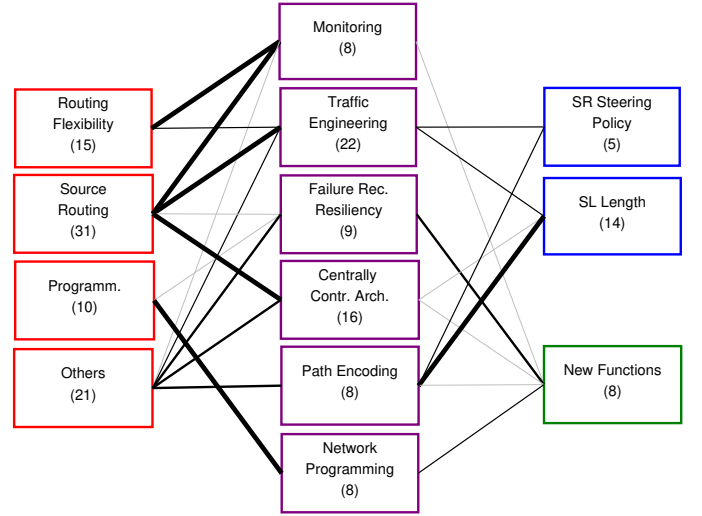 Routing
Flexibility
(15)
Source
Routing
(31)
Programm.
(10)
Others
(21)
Monitoring
(8)
Traffic
Engineering
(22)
Failure Rec.
Resiliency
(9)
Centrally
Contr. Arch.
(16)
Path Encoding
(8)
Network
Programming
(8)
SR Steering
Policy
(5)
SL Length
(14)
New Functions
(8)